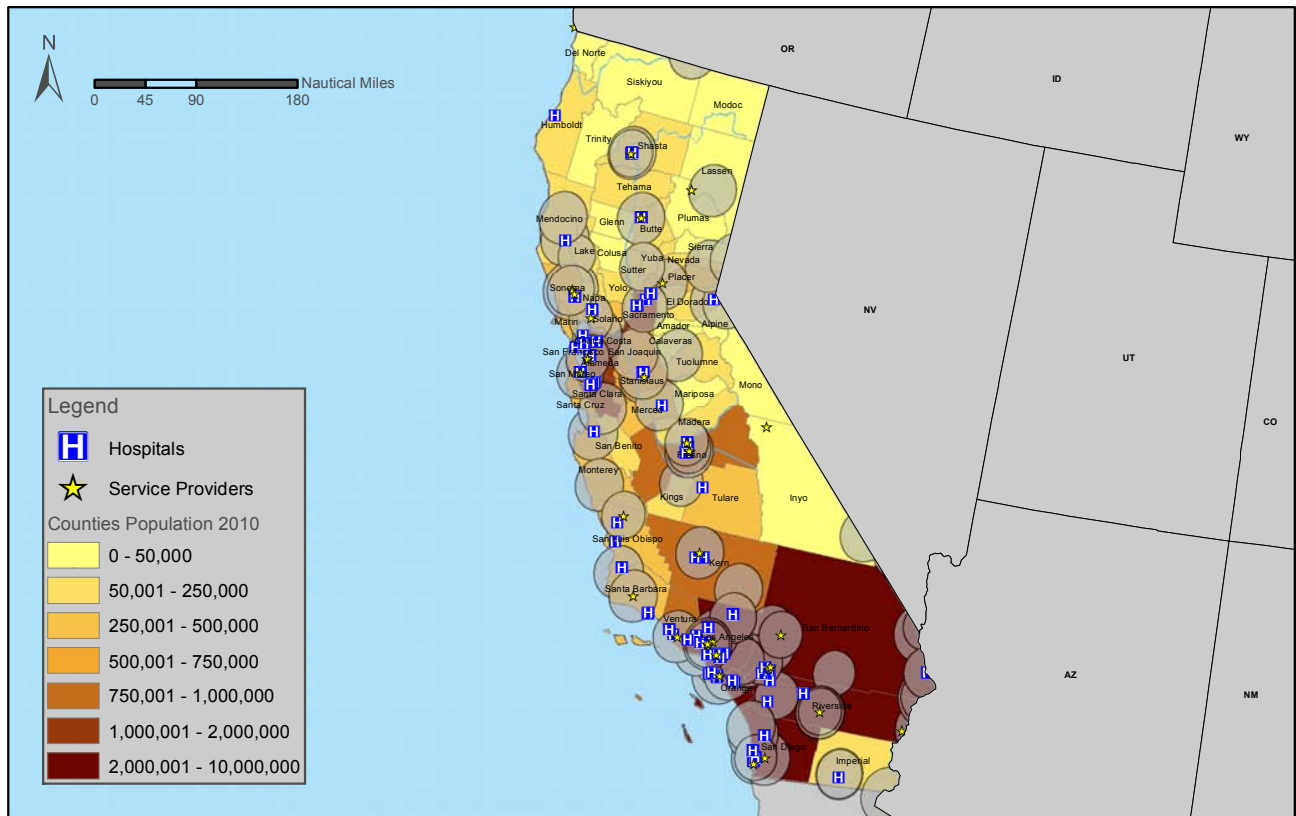 N
Nautical Miles
0 45 90 180
OR
ID
WY
NV
UT
CO
AZ
NM
Del Norte
Siskiyou
Modoc
Humboldt
Trinity
Shasta
Lassen
Tehama
Plumas
Mendocino
Glenn
Butte
Lake
Colusa
Sierra
Yuba
Nevada
Sutter
Placer
Sonoma
Napa
Yolo
El Dorado
Sacramento
Marin
Solano
Amador
Alpine
Contra Costa
Calaveras
San Francisco
San Joaquin
Alameda
Tuolumne
San Mateo
Stanislaus
Mono
Santa Clara
Mariposa
Santa Cruz
Merced
Madera
San Benito
Fresno
Monterey
Kings
Tulare
Inyo
San Luis Obispo
Kern
Santa Barbara
Ventura
Los Angeles
San Bernardino
Orange
Riverside
San Diego
Imperial
Legend
H Hospitals
Service Providers
Counties Population 2010
0 - 50,000
50,001 - 250,000
250,001 - 500,000
500,001 - 750,000
750,001 - 1,000,000
1,000,001 - 2,000,000
2,000,001 - 10,000,000